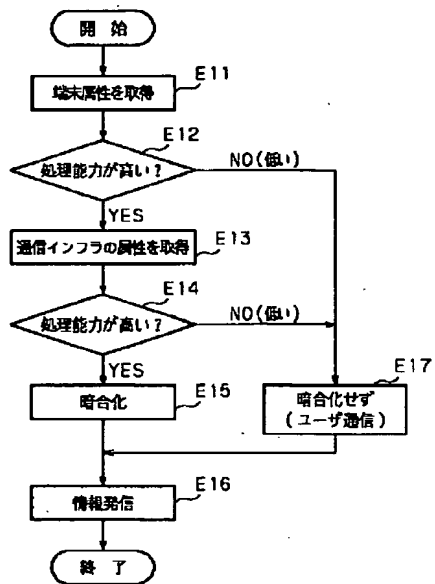 開 始
E11
端末属性を取得
E12
処理能力が高い?
NO(低い)
YES
E13
通信インフラの属性を取得
E14
処理能力が高い?
NO(低い)
YES
E15
暗合化
E17
暗合化せず
(ユーザ通信)
E16
情報発信
終 了